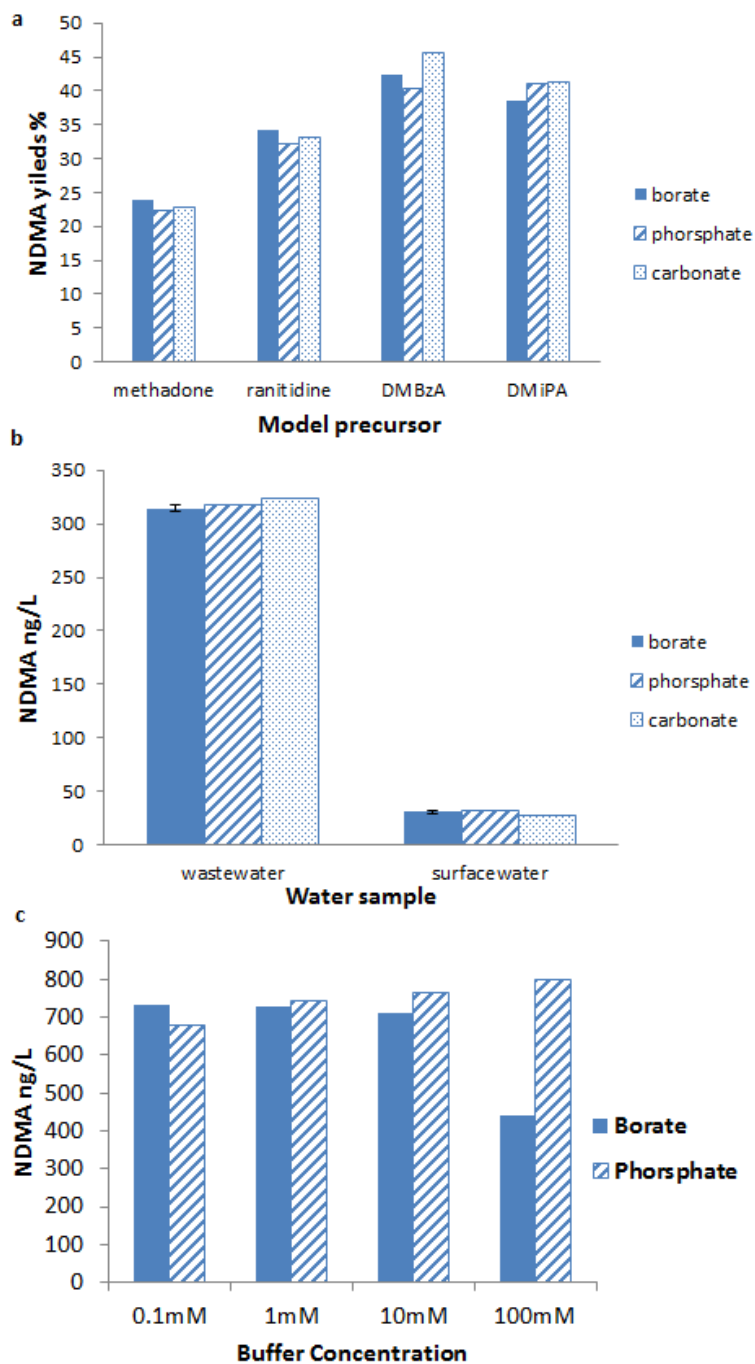 a
50
45
40
35
30
25
20
15
10
5
0
NDMA yileds %
methadone ranitidine DMBzA DMiPA
Model precursor
borate
phorsphate
carbonate
b
350
300
250
200
150
100
50
0
NDMA ng/L
wastewater surfacewater
Water sample
borate
phorsphate
carbonate
c
900
800
700
600
500
400
300
200
100
0
NDMA ng/L
0.1mM 1mM 10mM 100mM
Buffer Concentration
Borate
Phorsphate